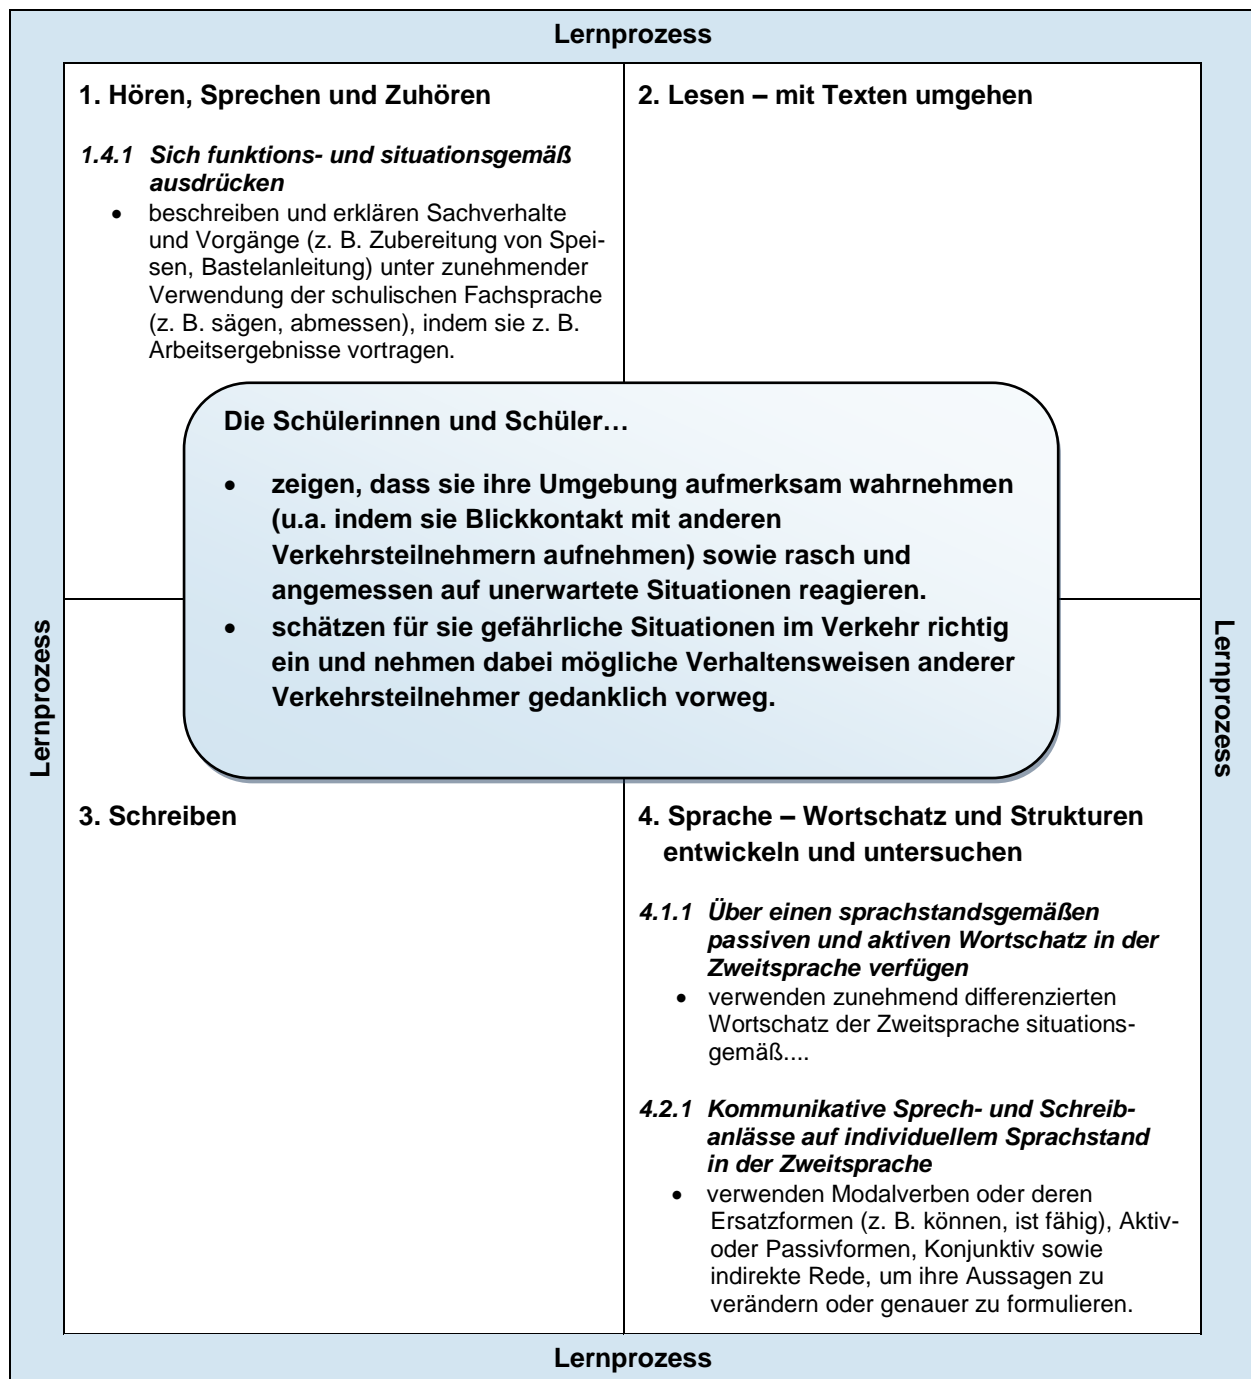 Lernprozess
1. Hören, Sprechen und Zuhören
1.4.1 Sich funktions- und situationsgemäß
ausdrücken
• beschreiben und erklären Sachverhalte
und Vorgänge (z. B. Zubereitung von Spei-
sen, Bastelanleitung) unter zunehmender
Verwendung der schulischen Fachsprache
(z. B. sägen, abmessen), indem sie z. B.
Arbeitsergebnisse vortragen.
2. Lesen – mit Texten umgehen
Die Schülerinnen und Schüler…
• zeigen, dass sie ihre Umgebung aufmerksam wahrnehmen
(u.a. indem sie Blickkontakt mit anderen
Verkehrsteilnehmern aufnehmen) sowie rasch und
angemessen auf unerwartete Situationen reagieren.
• schätzen für sie gefährliche Situationen im Verkehr richtig
ein und nehmen dabei mögliche Verhaltensweisen anderer
Verkehrsteilnehmer gedanklich vorweg.
Lernprozess
Lernprozess
3. Schreiben
4. Sprache – Wortschatz und Strukturen
entwickeln und untersuchen
4.1.1 Über einen sprachstandsgemäßen
passiven und aktiven Wortschatz in der
Zweitsprache verfügen
• verwenden zunehmend differenzierten
Wortschatz der Zweitsprache situations-
gemäß....
4.2.1 Kommunikative Sprech- und Schreib-
anlässe auf individuellem Sprachstand
in der Zweitsprache
• verwenden Modalverben oder deren
Ersatzformen (z. B. können, ist fähig), Aktiv-
oder Passivformen, Konjunktiv sowie
indirekte Rede, um ihre Aussagen zu
verändern oder genauer zu formulieren.
Lernprozess